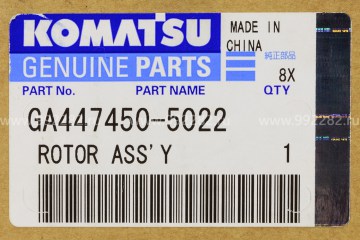 KOMATSU
MADE IN
CHINA
GENUINE PARTS
純正部品
8X
PART No.
PART NAME
QTY
GA447450-5022
ROTOR ASS'Y
1